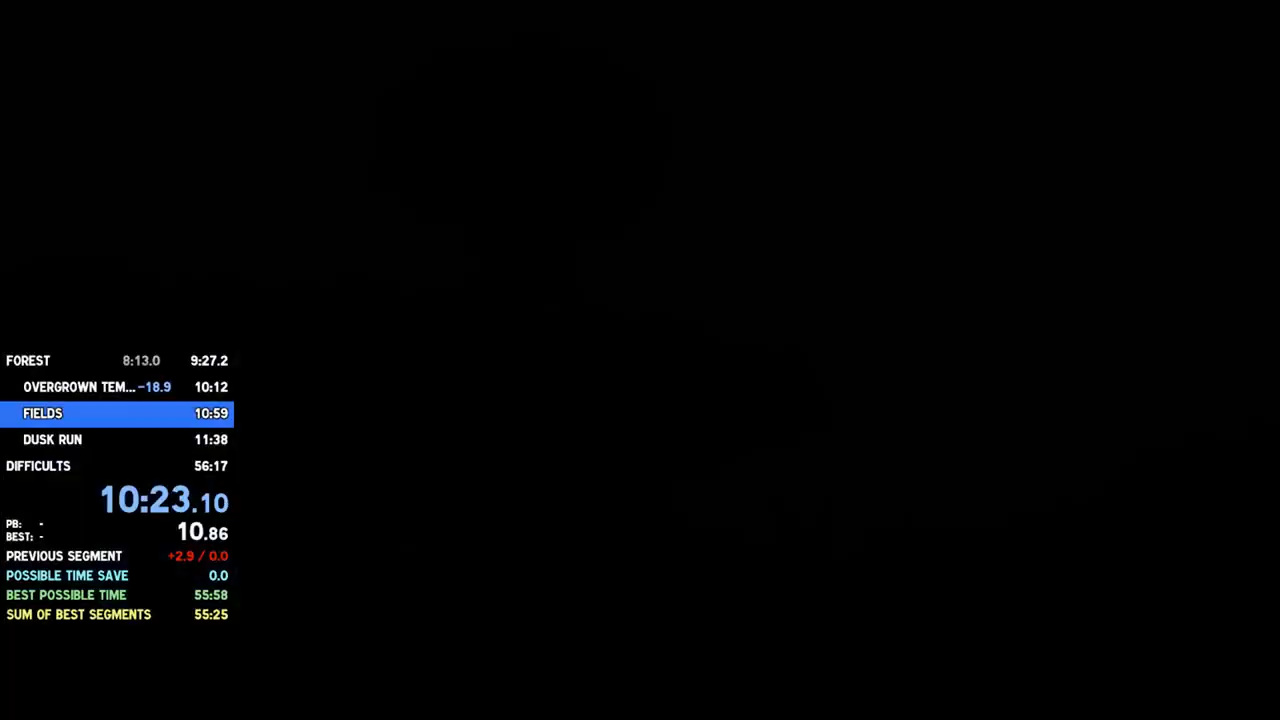 FOREST 8:13.0 9:27.2
OVERGROWN TEM... -18.9 10:12
FIELDS 10:59
DUSK RUN 11:38
DIFFICULTS 56:17
10:23.10
PB: -
BEST: - 10.86
PREVIOUS SEGMENT +2.9 / 0.0
POSSIBLE TIME SAVE 0.0
BEST POSSIBLE TIME 55:58
SUM OF BEST SEGMENTS 55:25